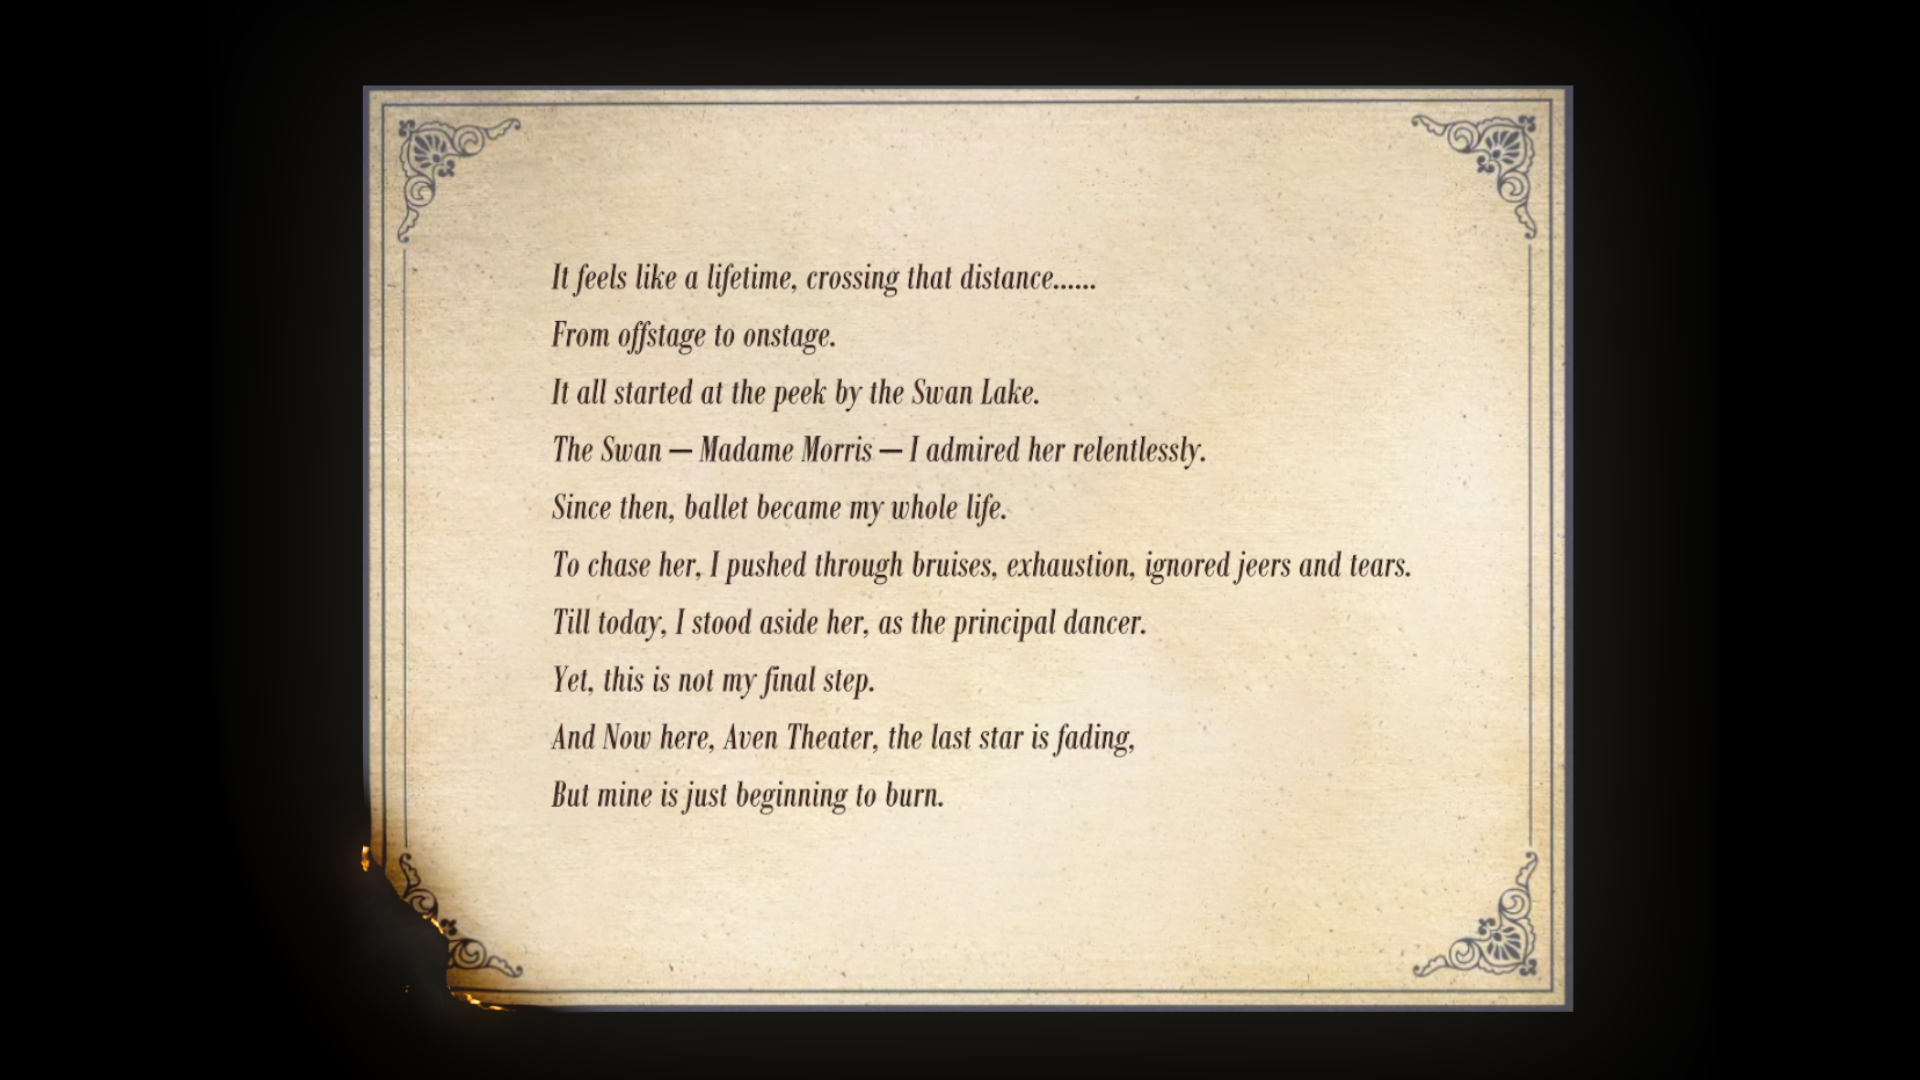 It feels like a lifetime, crossing that distance......
From offstage to onstage.
It all started at the peek by the Swan Lake.
The Swan — Madame Morris — I admired her relentlessly.
Since then, ballet became my whole life.
To chase her, I pushed through bruises, exhaustion, ignored jeers and tears.
Till today, I stood aside her, as the principal dancer.
Yet, this is not my final step.
And Now here, Aven Theater, the last star is fading,
But mine is just beginning to burn.